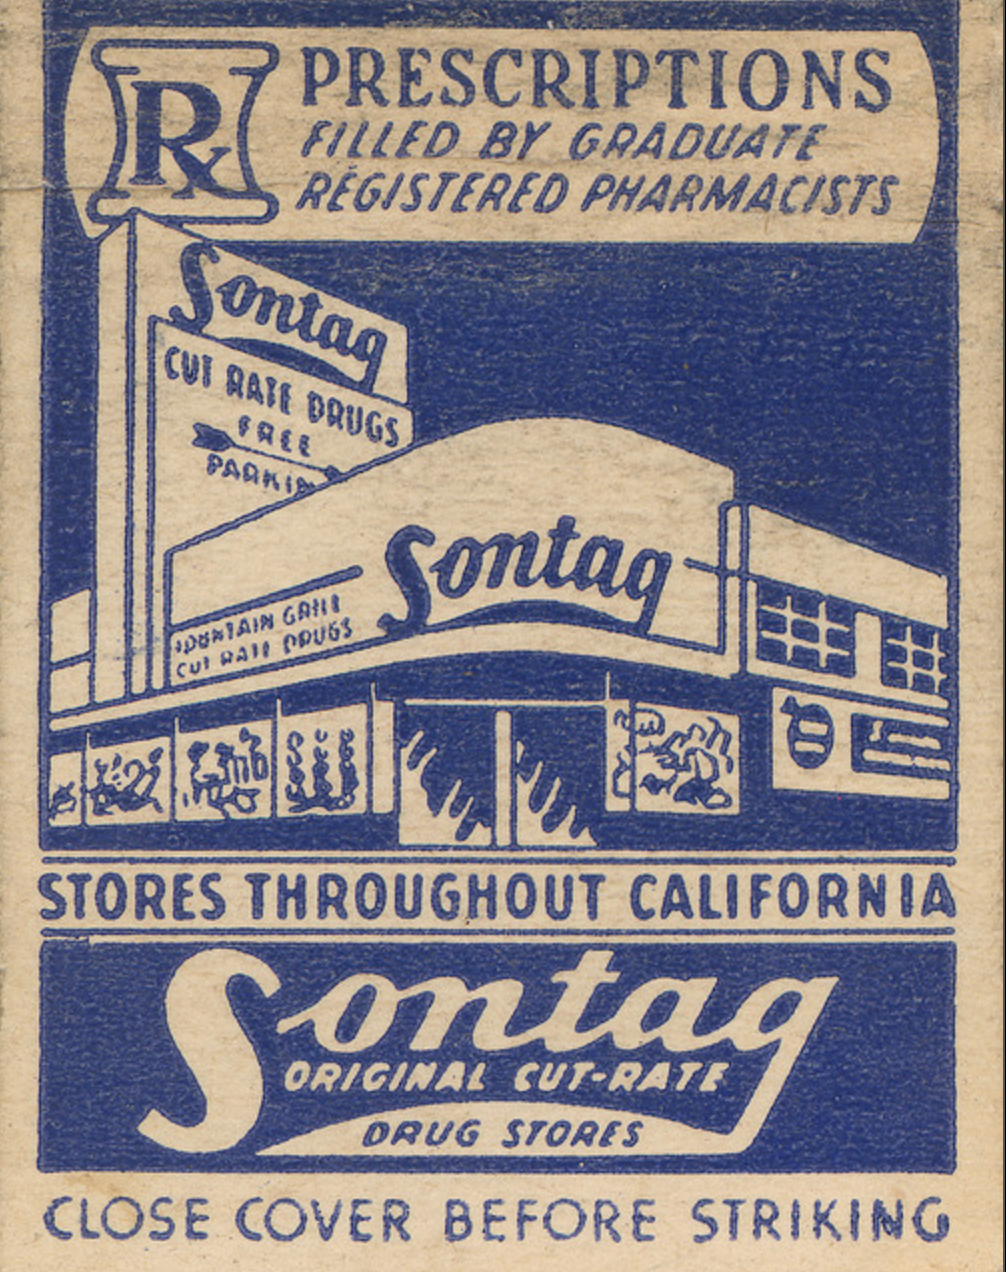 Rx
PRESCRIPTIONS
FILLED BY GRADUATE
REGISTERED PHARMACISTS
Sontag
CUT RATE DRUGS
FREE
PARKIN
Sontag
FOUNTAIN GRILL
CUT RATE DRUGS
STORES THROUGHOUT CALIFORNIA
Sontag
ORIGINAL CUT-RATE
DRUG STORES
CLOSE COVER BEFORE STRIKING